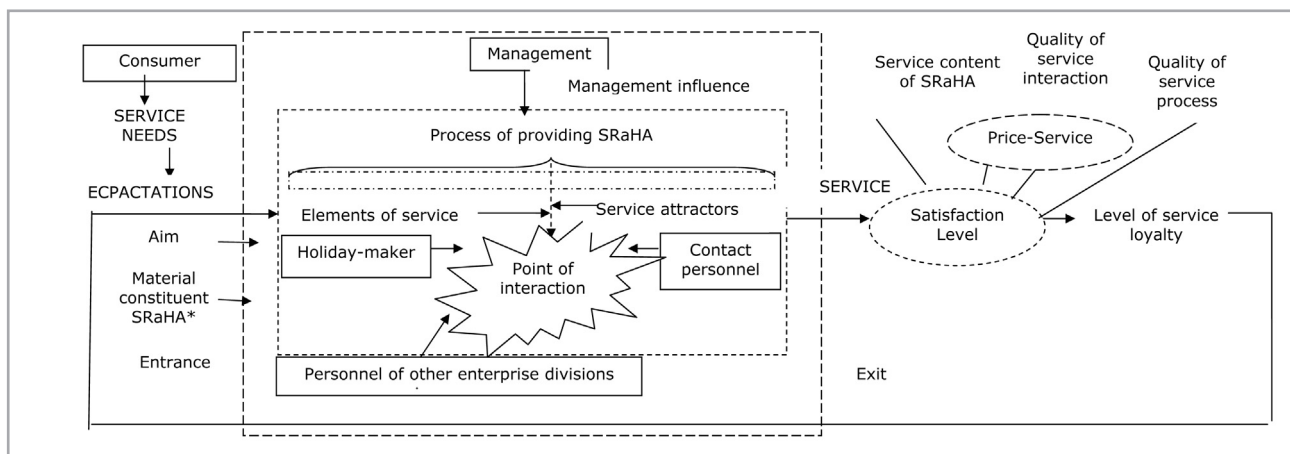 Consumer
SERVICE
NEEDS
ECPACTATIONS
Aim
Material
constituent
SRaHA*
Entrance
Management
Management influence
Process of providing SRaHA
Elements of service
Service attractors
Holiday-maker
Point of
interaction
Contact
personnel
Personnel of other enterprise divisions
SERVICE
Exit
Service content
of SRaHA
Quality of
service
interaction
Quality of
service
process
Price-Service
Satisfaction
Level
Level of service
loyalty